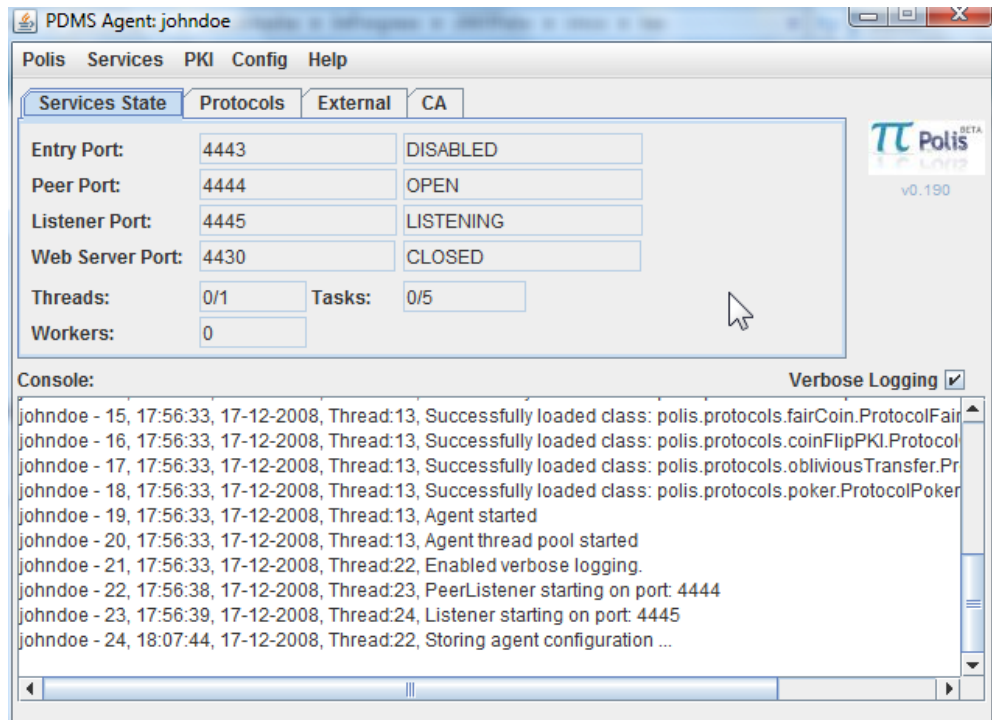 PDMS Agent: johndoe
Polis Services PKI Config Help
Services State Protocols External CA
Entry Port: 4443 DISABLED
Peer Port: 4444 OPEN
Listener Port: 4445 LISTENING
Web Server Port: 4430 CLOSED
Threads: 0/1 Tasks: 0/5
Workers: 0
Polis BETA
v0.190
Console: Verbose Logging
johndoe - 15, 17:56:33, 17-12-2008, Thread:13, Successfully loaded class: polis.protocols.fairCoin.ProtocolFair
johndoe - 16, 17:56:33, 17-12-2008, Thread:13, Successfully loaded class: polis.protocols.coinFlipPKI.Protocol
johndoe - 17, 17:56:33, 17-12-2008, Thread:13, Successfully loaded class: polis.protocols.obliviousTransfer.Pr
johndoe - 18, 17:56:33, 17-12-2008, Thread:13, Successfully loaded class: polis.protocols.poker.ProtocolPoker
johndoe - 19, 17:56:33, 17-12-2008, Thread:13, Agent started
johndoe - 20, 17:56:33, 17-12-2008, Thread:13, Agent thread pool started
johndoe - 21, 17:56:33, 17-12-2008, Thread:22, Enabled verbose logging.
johndoe - 22, 17:56:38, 17-12-2008, Thread:23, PeerListener starting on port: 4444
johndoe - 23, 17:56:39, 17-12-2008, Thread:24, Listener starting on port: 4445
johndoe - 24, 18:07:44, 17-12-2008, Thread:22, Storing agent configuration ...